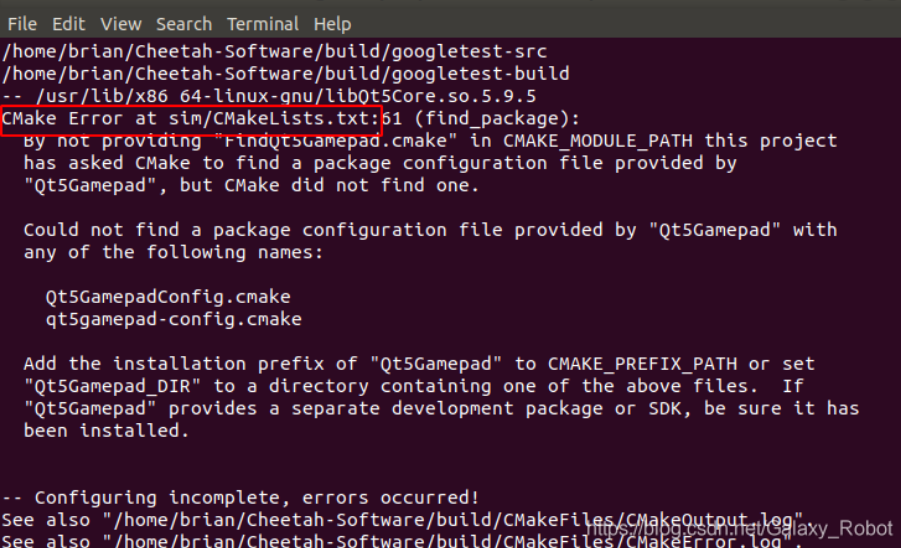 File Edit View Search Terminal Help
/home/brian/Cheetah-Software/build/googletest-src
/home/brian/Cheetah-Software/build/googletest-build
-- /usr/lib/x86_64-linux-gnu/libQt5Core.so.5.9.5
CMake Error at sim/CMakeLists.txt:61 (find_package):
By not providing "FindQt5Gamepad.cmake" in CMAKE_MODULE_PATH this project
has asked CMake to find a package configuration file provided by
"Qt5Gamepad", but CMake did not find one.
Could not find a package configuration file provided by "Qt5Gamepad" with
any of the following names:
Qt5GamepadConfig.cmake
qt5gamepad-config.cmake
Add the installation prefix of "Qt5Gamepad" to CMAKE_PREFIX_PATH or set
"Qt5Gamepad_DIR" to a directory containing one of the above files.  If
"Qt5Gamepad" provides a separate development package or SDK, be sure it has
been installed.
-- Configuring incomplete, errors occurred!
See also "/home/brian/Cheetah-Software/build/CMakeFiles/CMakeOutput.log".
See also "/home/brian/Cheetah-Software/build/CMakeFiles/CMakeError.log".
https://blog.csdn.net/Galaxy_Robot